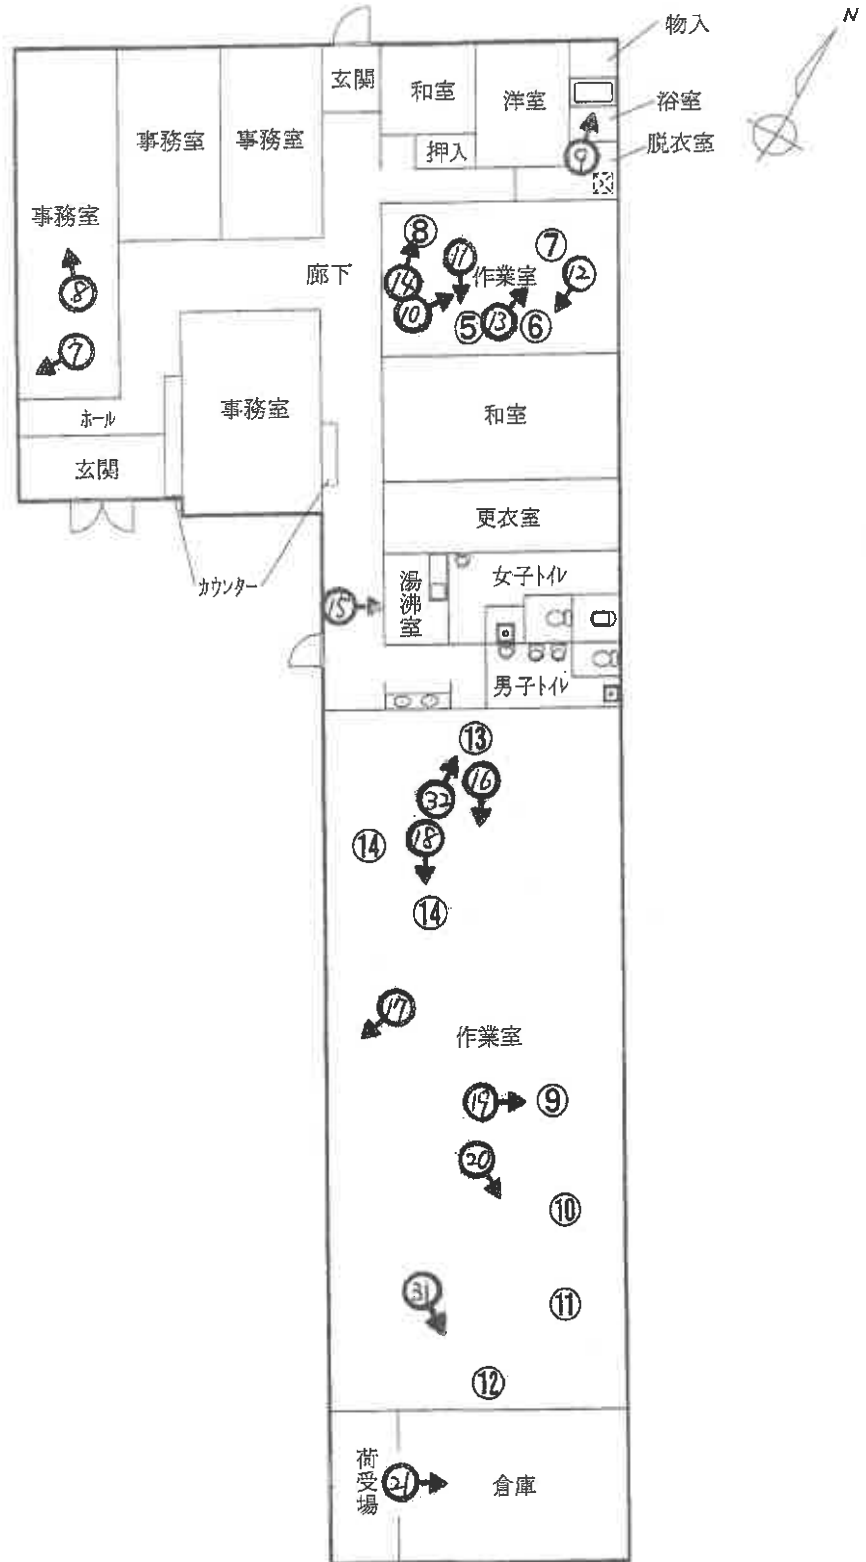 N
物入
玄関
和室
洋室
浴室
事務室
事務室
押入
⑨
脱衣室
事務室
⑧
⑦
⑪
作業室
⑫
廊下
⑭
⑧
⑩
⑤
⑬
⑥
⑦
事務室
和室
ホール
玄関
更衣室
カウンター
湯沸室
女子トイレ
⑮
男子トイレ
⑬
⑯
㉜
⑱
⑭
⑭
⑰
作業室
⑲
⑨
⑳
⑩
㉛
⑪
⑫
荷受場
㉑
倉庫